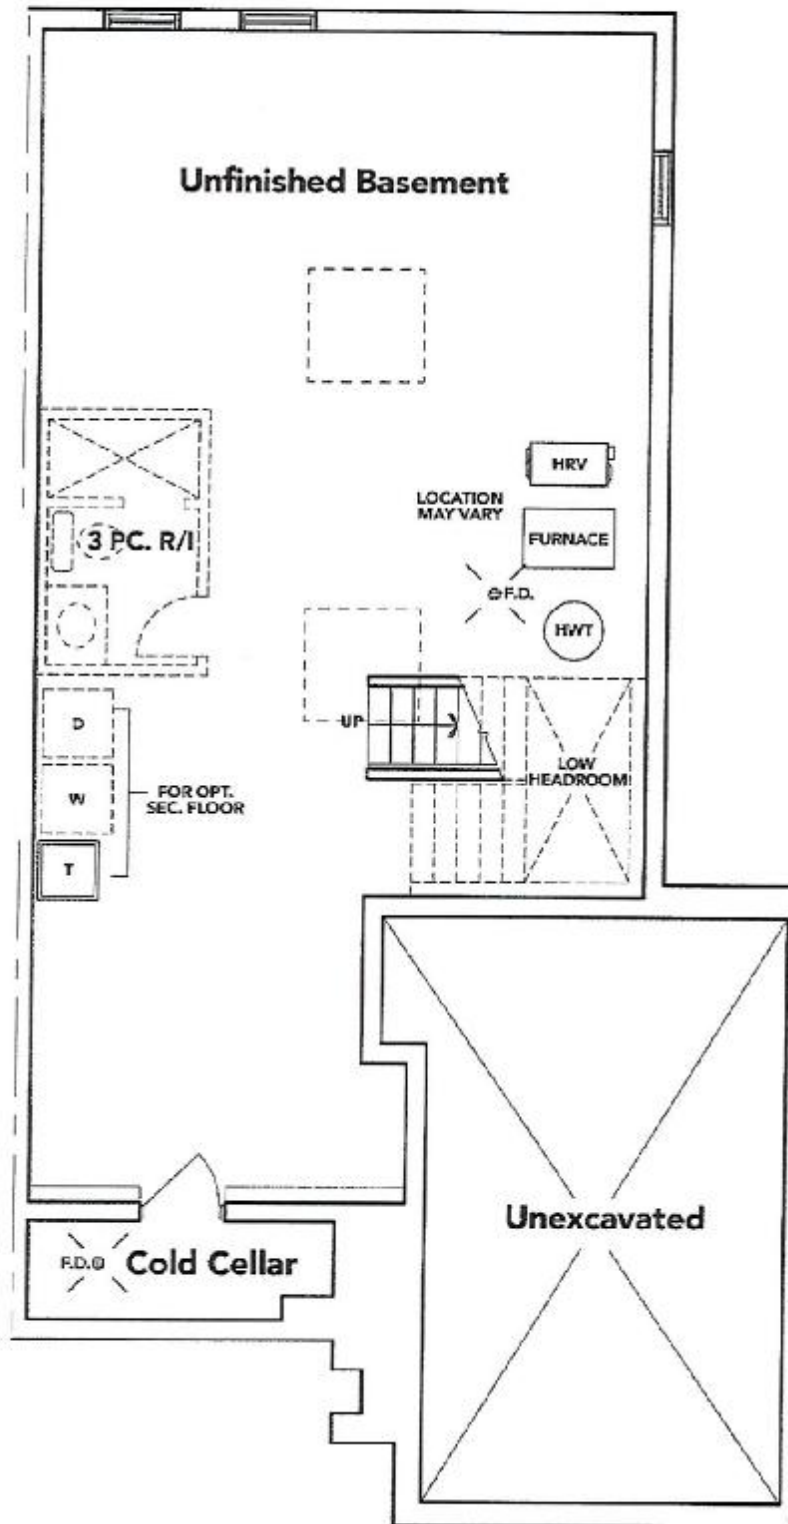 Unfinished Basement
HRV
LOCATION
MAY VARY
FURNACE
3 PC. R/I
F.D.
HWT
D
UP
W
FOR OPT.
SEC. FLOOR
LOW
HEADROOM
T
Unexcavated
F.D.
Cold Cellar